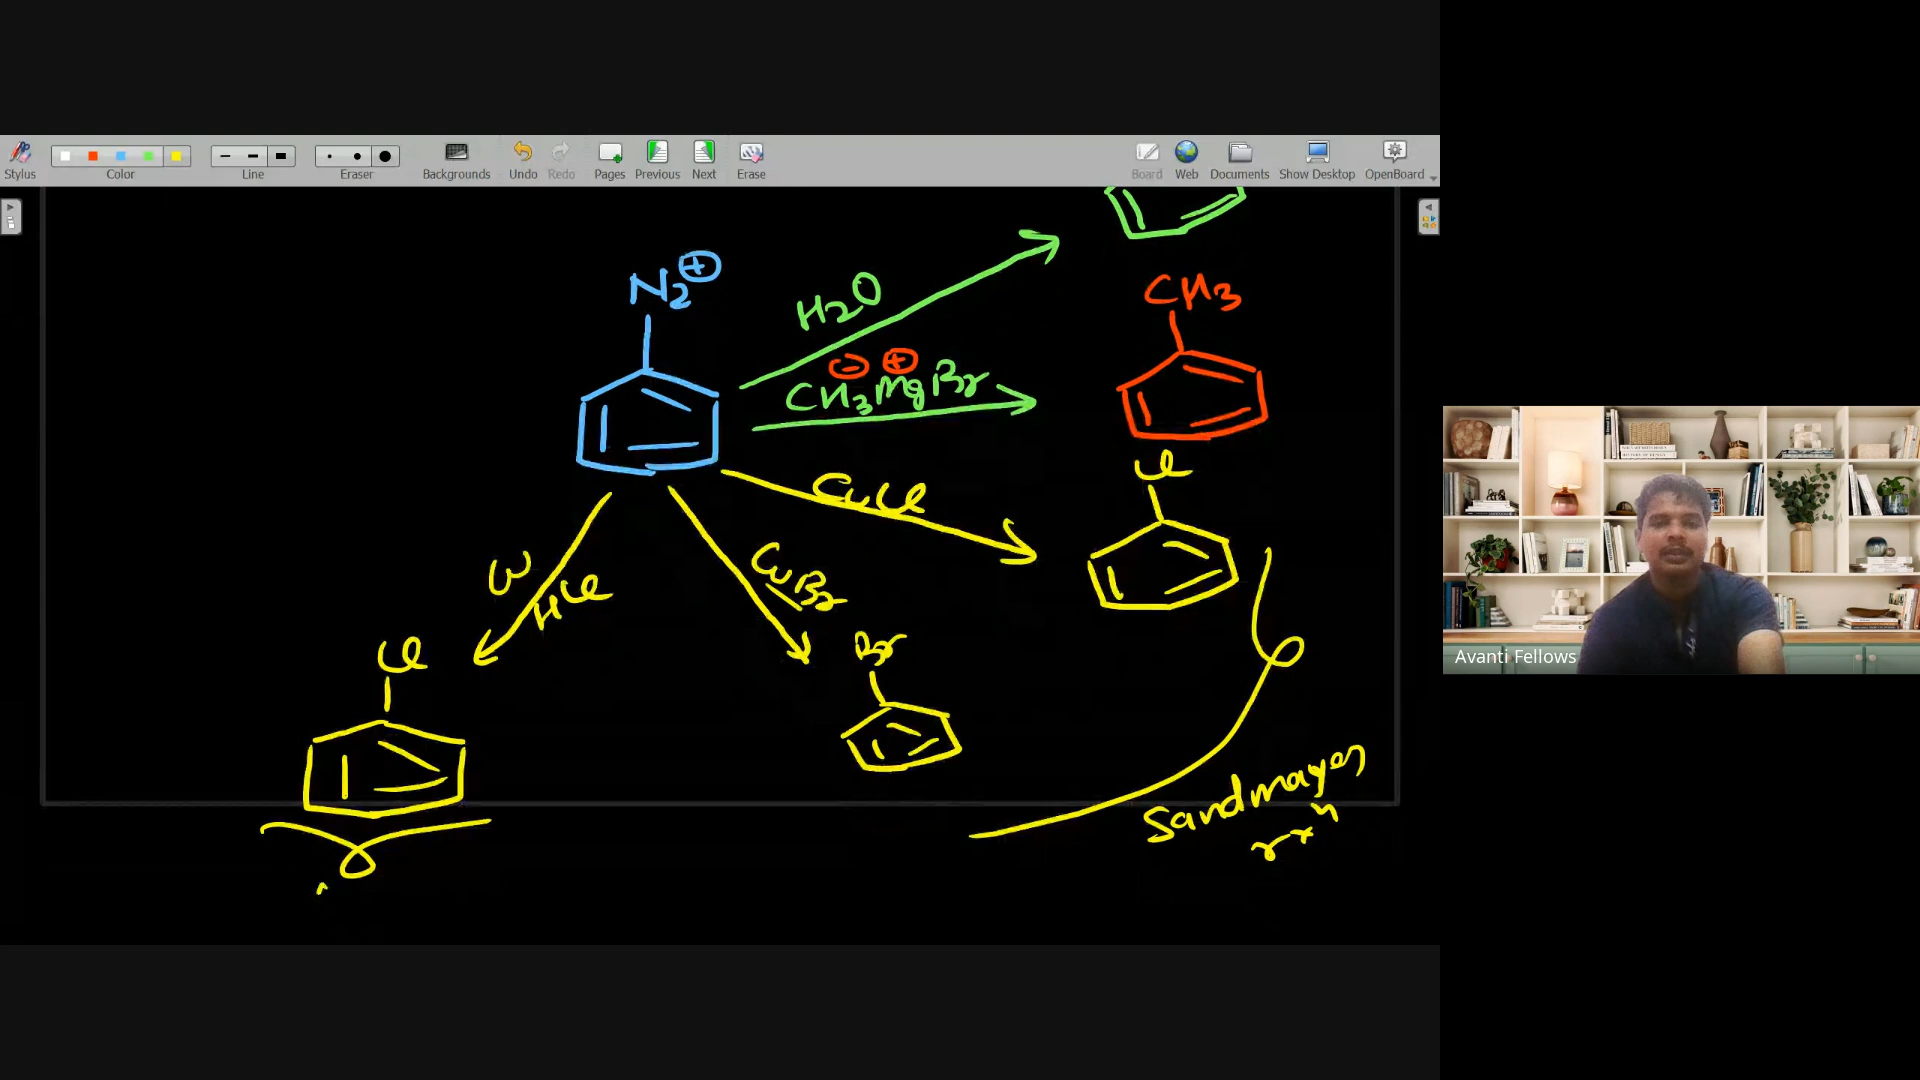 Stylus
Color
Line
Eraser
Backgrounds
Undo
Redo
Pages
Previous
Next
Erase
Board
Web
Documents
Show Desktop
OpenBoard
N2⊕
H2O
⊖ ⊕
CH3MgBr
CH3
CuCl
Cl
Cu
HCl
CuBr
Cl
Br
Sandmayer
rxn
Avanti Fellows